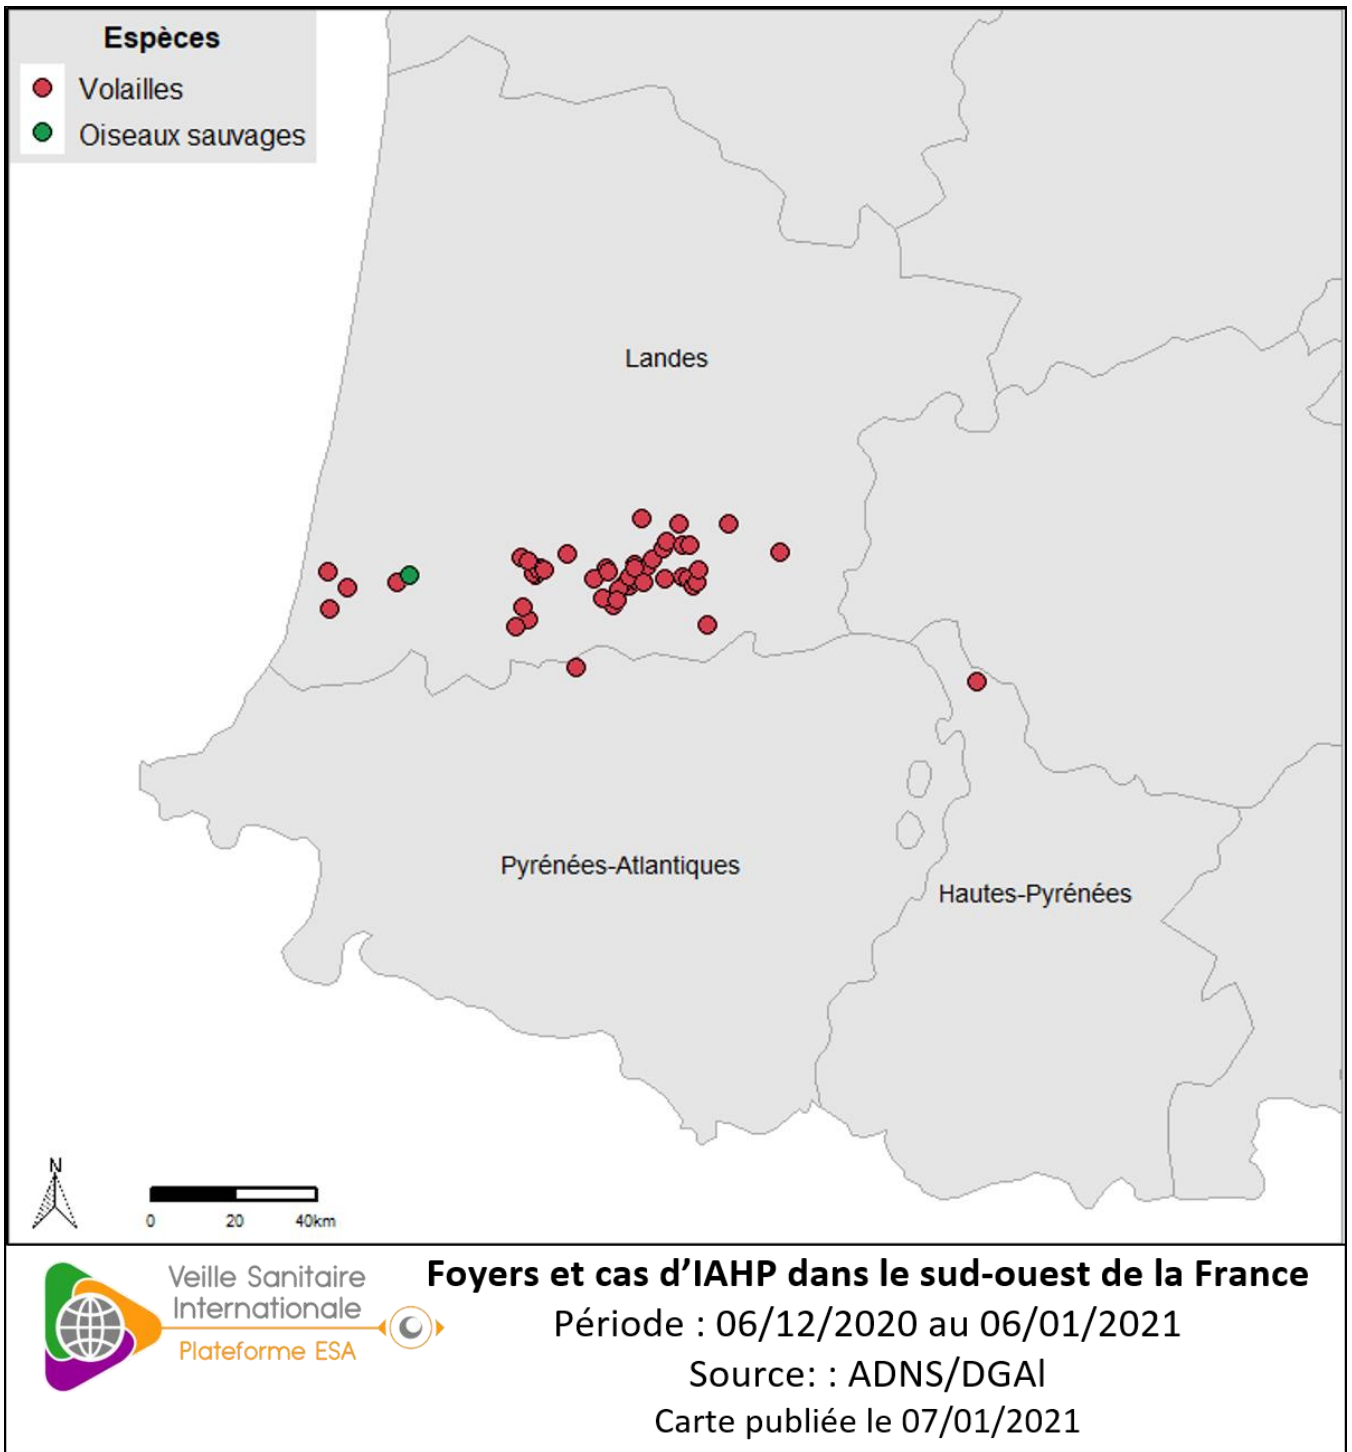 Espèces
Volailles
Oiseaux sauvages
Landes
Pyrénées-Atlantiques
Hautes-Pyrénées
N
0 20 40km
Veille Sanitaire
Internationale
Plateforme ESA
Foyers et cas d’IAHP dans le sud-ouest de la France
Période : 06/12/2020 au 06/01/2021
Source: : ADNS/DGAl
Carte publiée le 07/01/2021